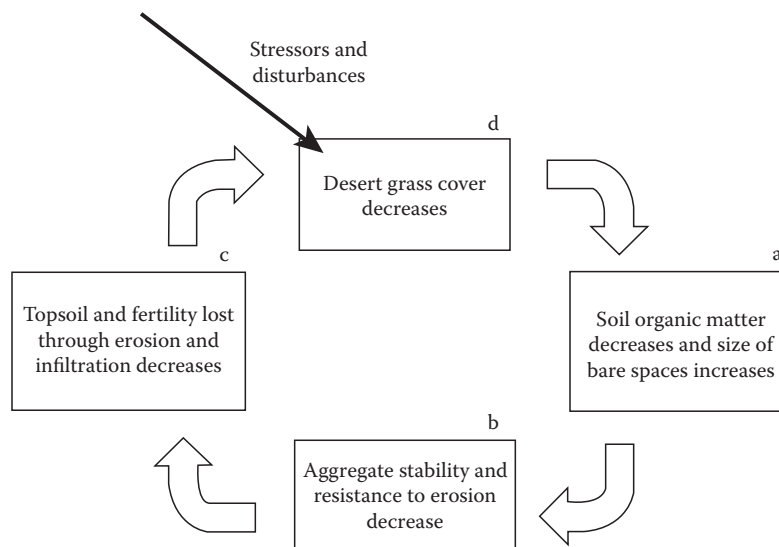 Stressors and
disturbances
d
Desert grass cover
decreases
a
Soil organic matter
decreases and size of
bare spaces increases
b
Aggregate stability and
resistance to erosion
decrease
c
Topsoil and fertility lost
through erosion and
infiltration decreases